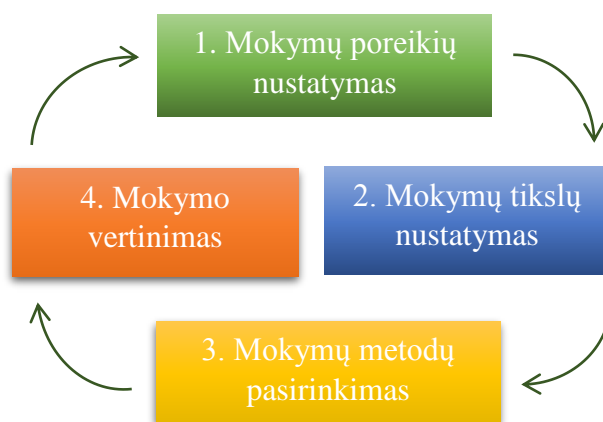 1. Mokymų poreikių
nustatymas
2. Mokymų tikslų
nustatymas
3. Mokymų metodų
pasirinkimas
4. Mokymo
vertinimas